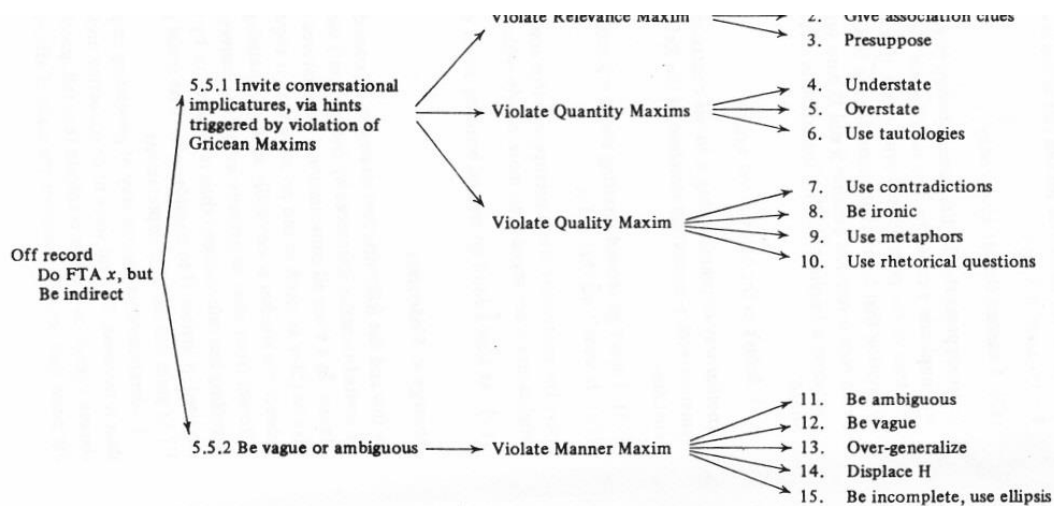 Violate Relevance Maxim
2. Give association clues
3. Presuppose
5.5.1 Invite conversational
implicatures, via hints
triggered by violation of
Gricean Maxims
Violate Quantity Maxims
4. Understate
5. Overstate
6. Use tautologies
Violate Quality Maxim
7. Use contradictions
8. Be ironic
9. Use metaphors
10. Use rhetorical questions
Off record
Do FTA x, but
Be indirect
5.5.2 Be vague or ambiguous
Violate Manner Maxim
11. Be ambiguous
12. Be vague
13. Over-generalize
14. Displace H
15. Be incomplete, use ellipsis